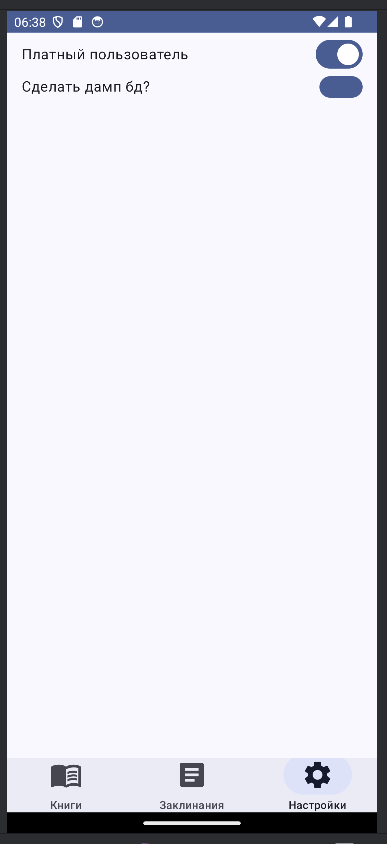 06:38
Платный пользователь
Сделать дамп бд?
Книги
Заклинания
Настройки